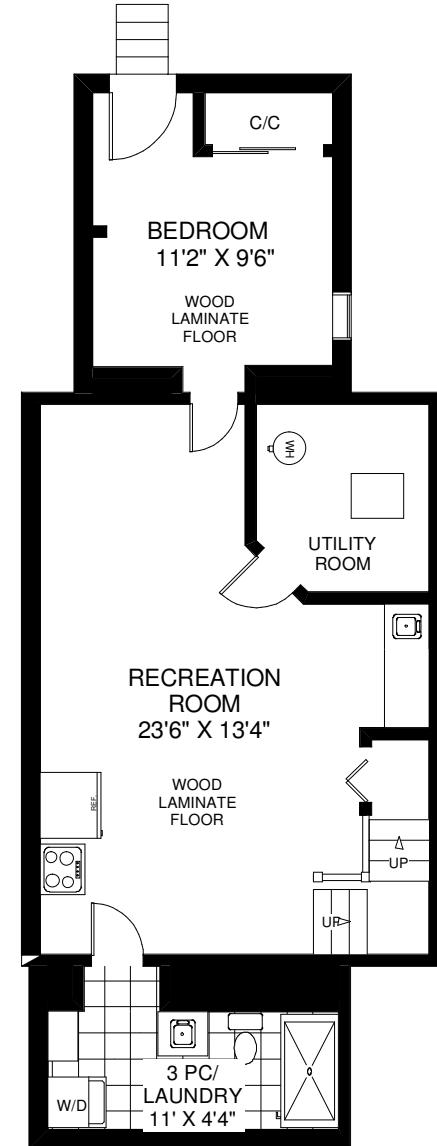 C/C
BEDROOM
11'2" X 9'6"
WOOD
LAMINATE
FLOOR
WH
UTILITY
ROOM
RECREATION
ROOM
23'6" X 13'4"
WOOD
LAMINATE
FLOOR
REF.
UP
UP
3 PC/
LAUNDRY
11' X 4'4"
W/D